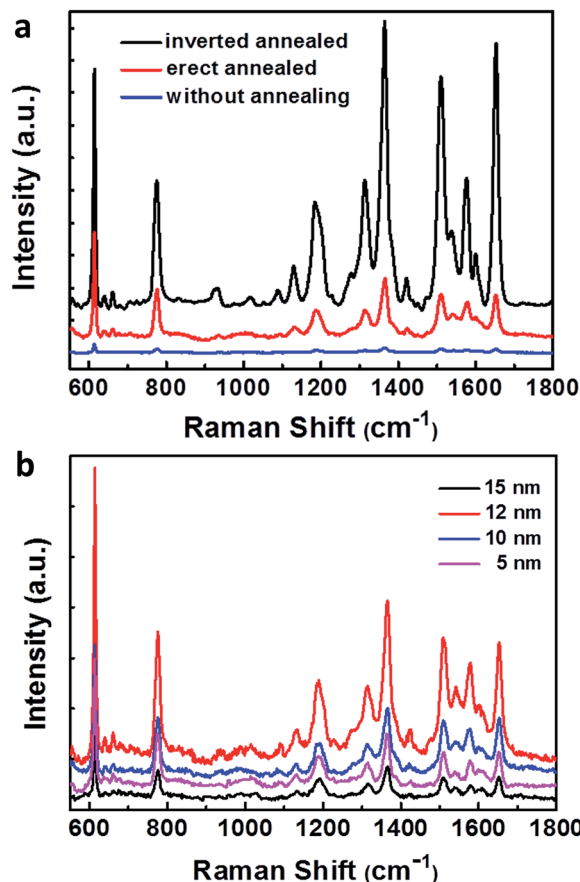 a
inverted annealed
erect annealed
without annealing
Intensity (a.u.)
600 800 1000 1200 1400 1600 1800
Raman Shift (cm⁻¹)
b
15 nm
12 nm
10 nm
5 nm
Intensity (a.u.)
600 800 1000 1200 1400 1600 1800
Raman Shift (cm⁻¹)